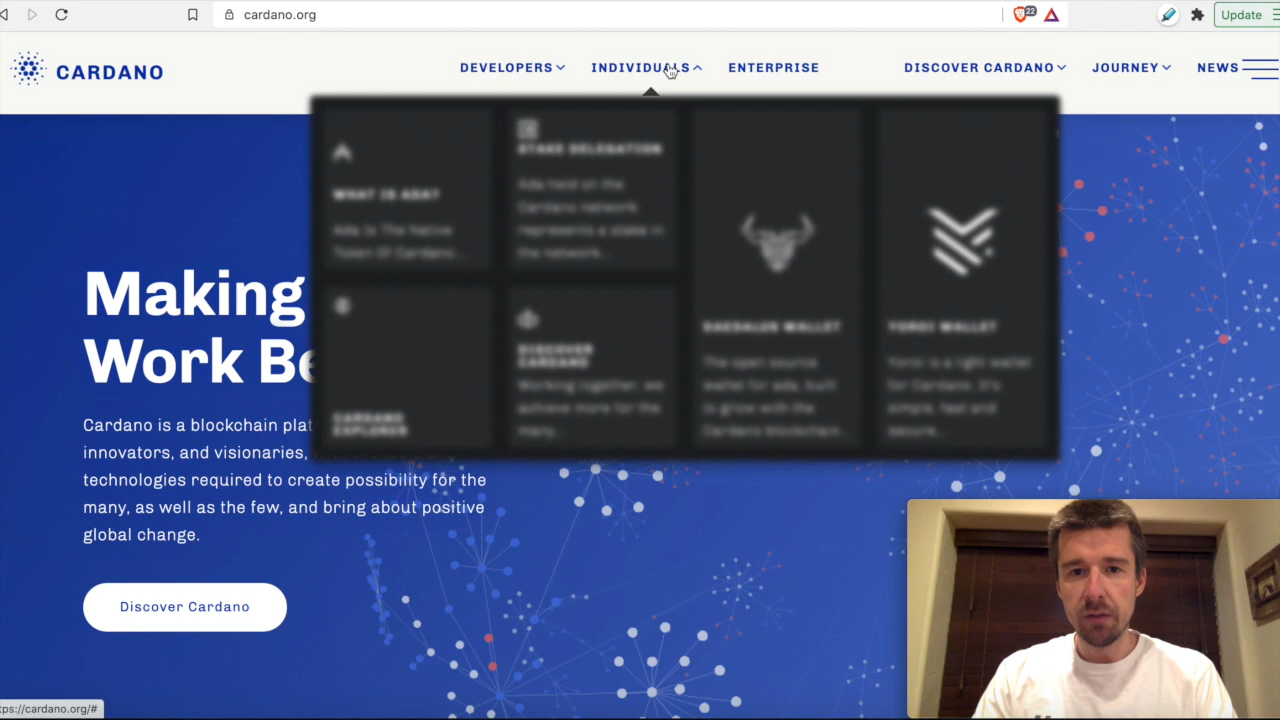 cardano.org
22
Update
CARDANO
DEVELOPERS
INDIVIDUALS
ENTERPRISE
DISCOVER CARDANO
JOURNEY
NEWS
WHAT IS ADA?
Ada Is The Native
Token Of Cardano...
STAKE DELEGATION
Ada held on the
Cardano network
represents a stake in
the network...
CARDANO
EXPLORER
DISCOVER
CARDANO
Working together, we
achieve more for the
many...
DAEDALUS WALLET
The open source
wallet for ada, built
to grow with the
Cardano blockchain...
YOROI WALLET
Yoroi is a light wallet
for Cardano. It's
simple, fast and
secure...
Making
Work Be
Cardano is a blockchain plat
innovators, and visionaries,
technologies required to create possibility for the
many, as well as the few, and bring about positive
global change.
Discover Cardano
tps://cardano.org/#